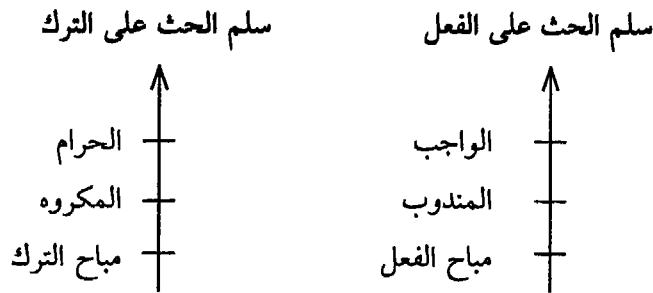 سلم الحث على الفعل
الواجب
المندوب
مباح الفعل
سلم الحث على الترك
الحرام
المكروه
مباح الترك